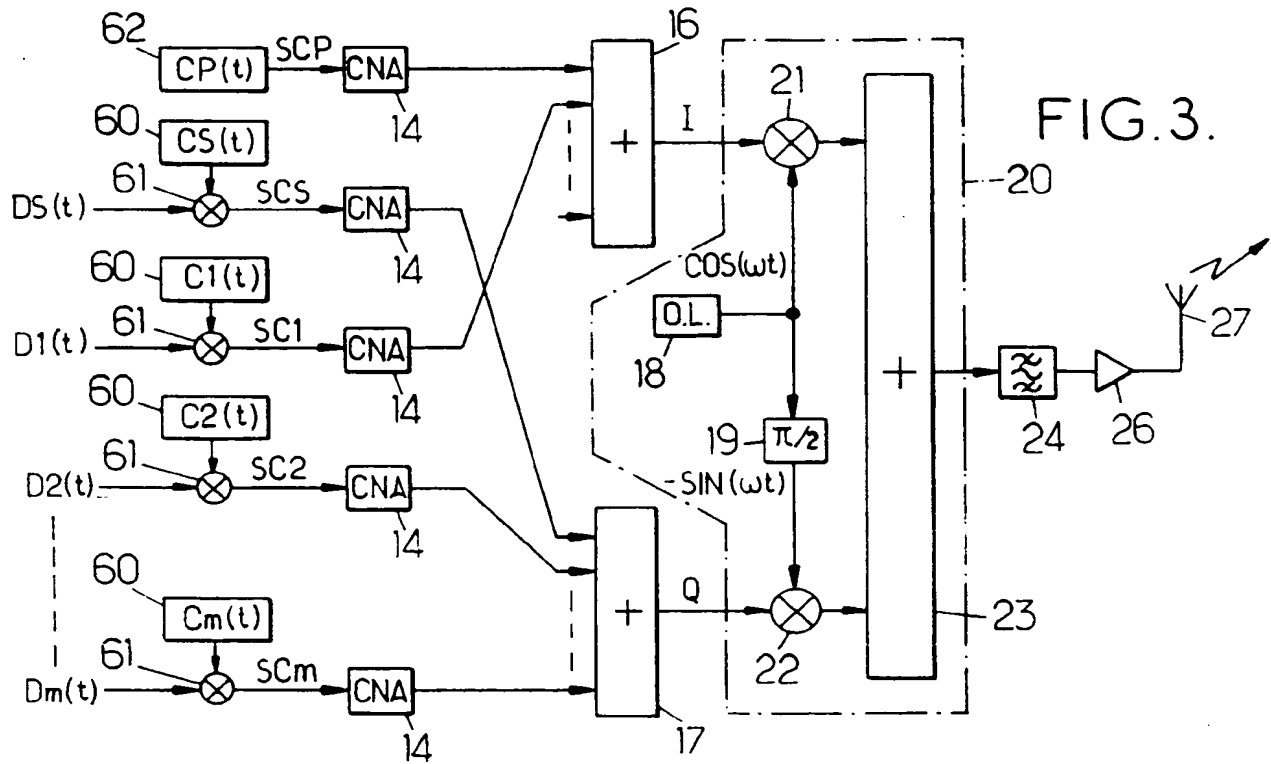 62
CP(t)
SCP
CNA
14
16
+
I
21
FIG.3.
20
60
CS(t)
61
DS(t)
SCS
CNA
14
COS(ωt)
O.L.
18
60
C1(t)
61
D1(t)
SC1
CNA
14
19
π/2
-SIN(ωt)
+
24
26
27
60
C2(t)
61
D2(t)
SC2
CNA
14
+
Q
22
23
60
Cm(t)
61
Dm(t)
SCm
CNA
14
17